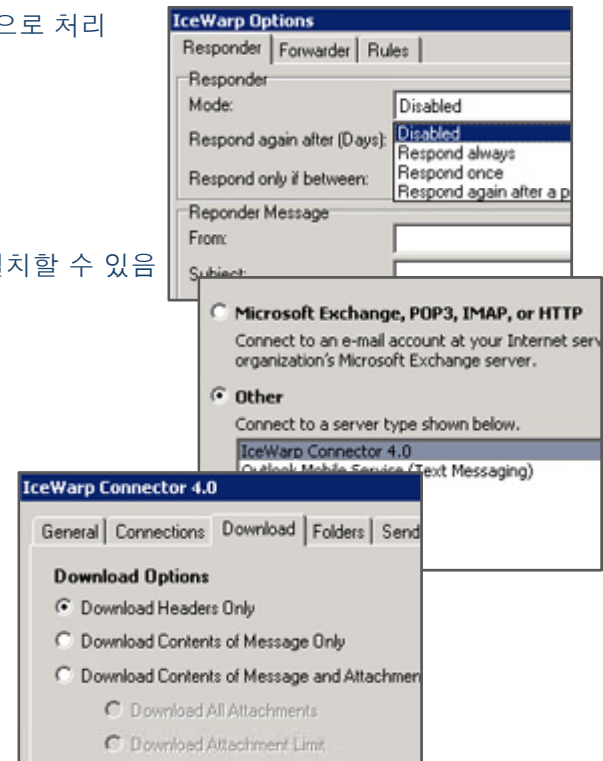 으로 처리
IceWarp Options
Responder Forwarder Rules
Responder
Mode: Disabled
Disabled
Respond again after (Days):
Respond always
Respond once
Respond only if between:
Respond again after a p
Reponder Message
From:
치할 수 있음
Subject:
Microsoft Exchange, POP3, IMAP, or HTTP
Connect to an e-mail account at your Internet serv
organization's Microsoft Exchange server.
Other
Connect to a server type shown below.
IceWarp Connector 4.0
Outlook Mobile Service (Text Messaging)
IceWarp Connector 4.0
General Connections Download Folders Send
Download Options
Download Headers Only
Download Contents of Message Only
Download Contents of Message and Attachmen
Download All Attachments
Download Attachment Limit